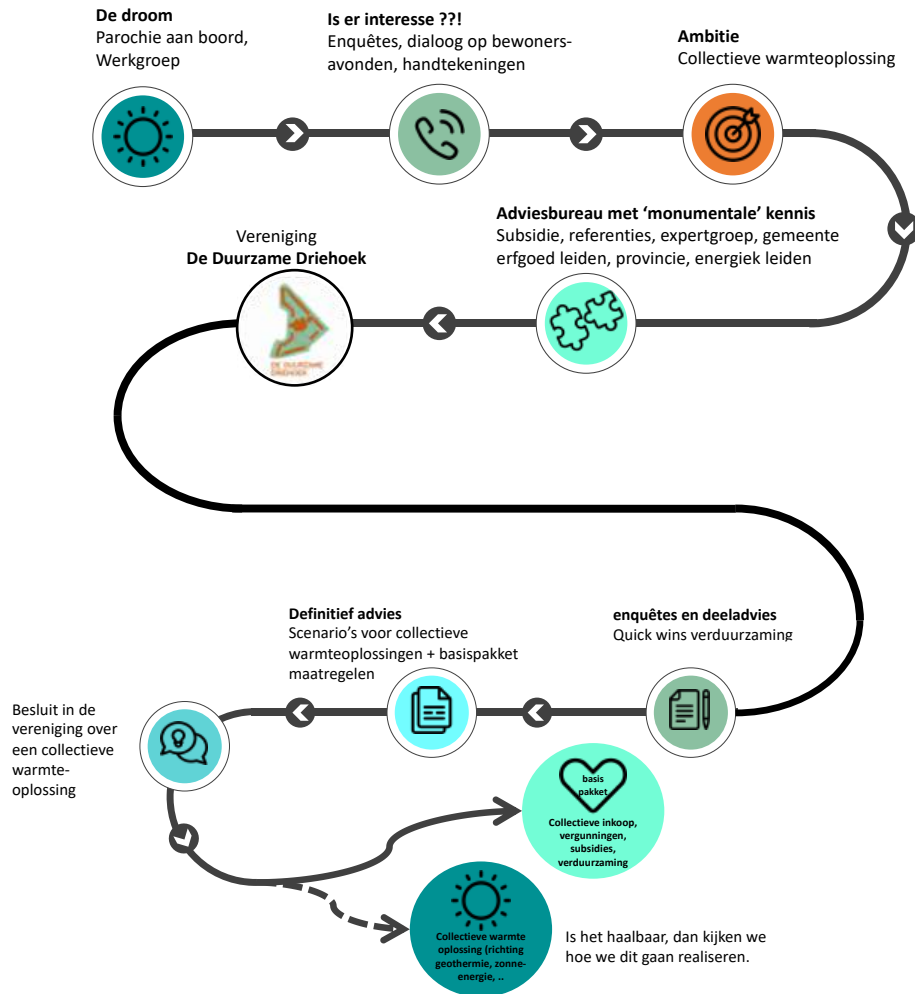 De droom
Parochie aan boord,
Werkgroep
Is er interesse ??!
Enquêtes, dialoog op bewoners-
avonden, handtekeningen
Ambitie
Collectieve warmteoplossing
Adviesbureau met ‘monumentale’ kennis
Subsidie, referenties, expertgroep, gemeente
erfgoed leiden, provincie, energiek leiden
Vereniging
De Duurzame Driehoek
DE DUURZAME
DRIEHOEK
enquêtes en deeladvies
Quick wins verduurzaming
Definitief advies
Scenario’s voor collectieve
warmteoplossingen + basispakket
maatregelen
Besluit in de
vereniging over
een collectieve
warmte-
oplossing
basis
pakket
Collectieve inkoop,
vergunningen,
subsidies,
verduurzaming
Collectieve warmte
oplossing (richting
geothermie, zonne-
energie, ..
Is het haalbaar, dan kijken we
hoe we dit gaan realiseren.